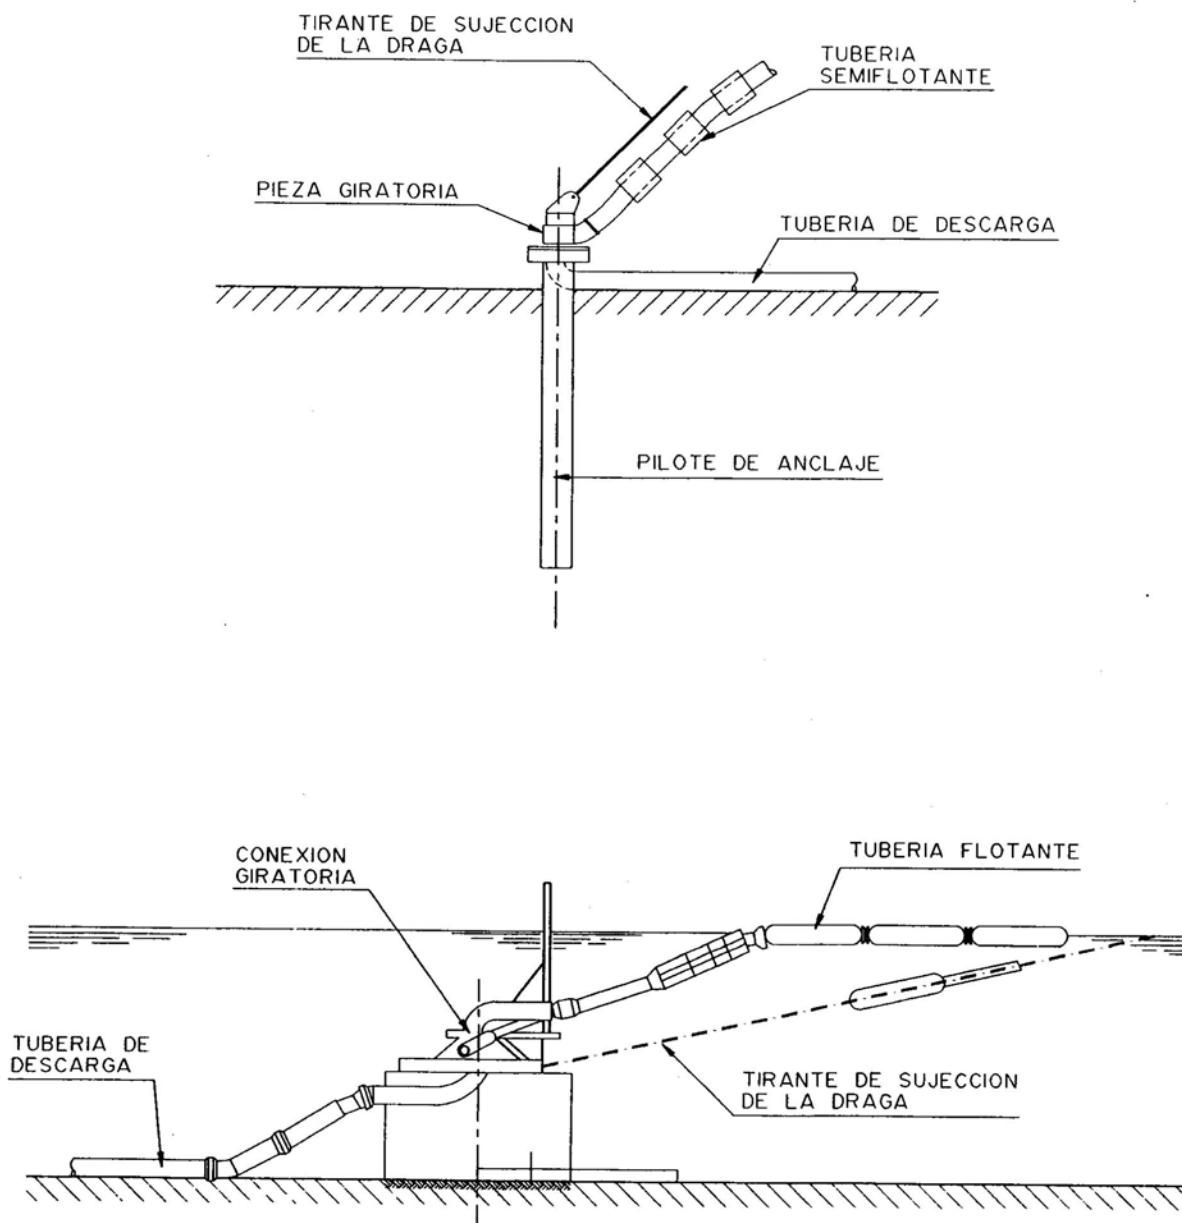 TIRANTE DE SUJECCION
DE LA DRAGA
TUBERIA
SEMIFLOTANTE
PIEZA GIRATORIA
TUBERIA DE DESCARGA
PILOTE DE ANCLAJE
CONEXION
GIRATORIA
TUBERIA FLOTANTE
TUBERIA DE
DESCARGA
TIRANTE DE SUJECCION
DE LA DRAGA